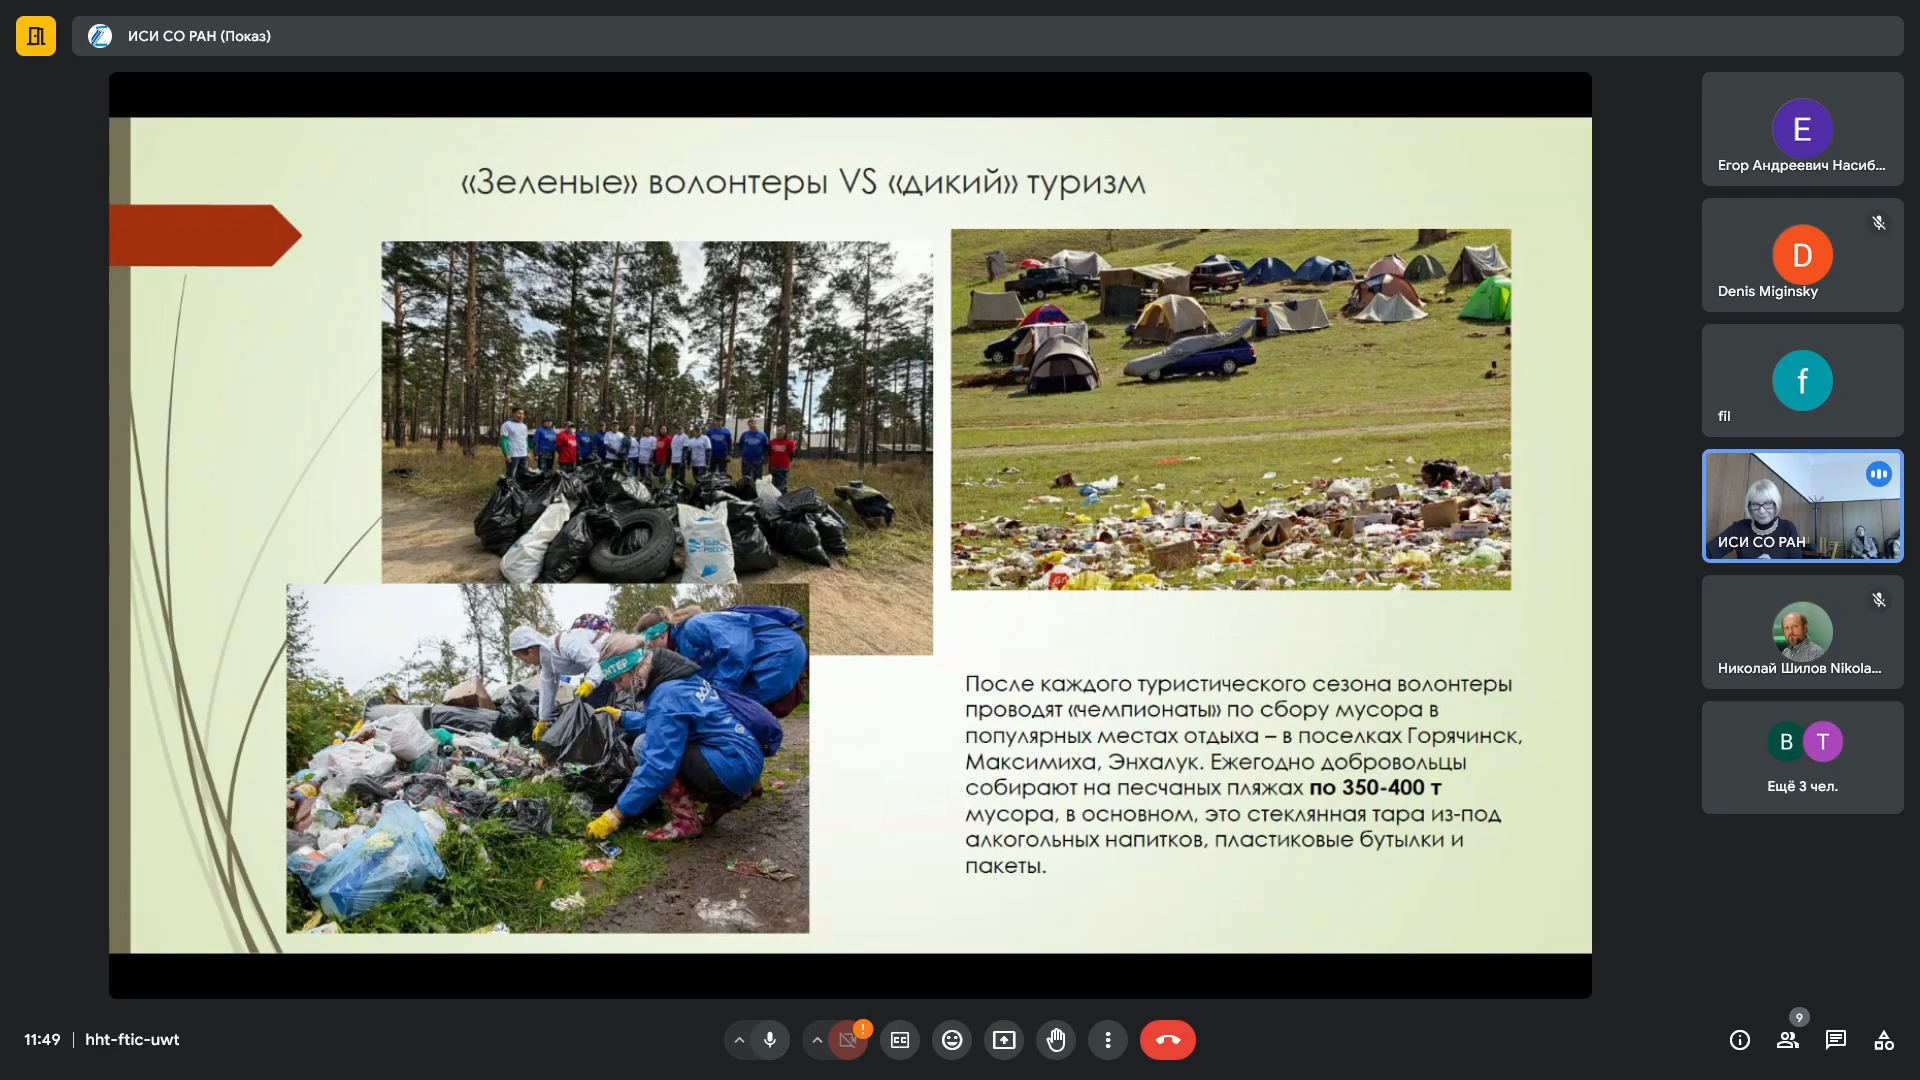 ИСИ СО РАН (Показ)
«Зеленые» волонтеры VS «дикий» туризм
После каждого туристического сезона волонтеры
проводят «чемпионаты» по сбору мусора в
популярных местах отдыха – в поселках Горячинск,
Максимиха, Энхалук. Ежегодно добровольцы
собирают на песчаных пляжах по 350-400 т
мусора, в основном, это стеклянная тара из-под
алкогольных напитков, пластиковые бутылки и
пакеты.
E
Егор Андреевич Насиб...
D
Denis Miginsky
f
fil
ИСИ СО РАН
Николай Шилов Nikola...
B T
Ещё 3 чел.
11:49 | hht-ftic-uwt
!
CC
9